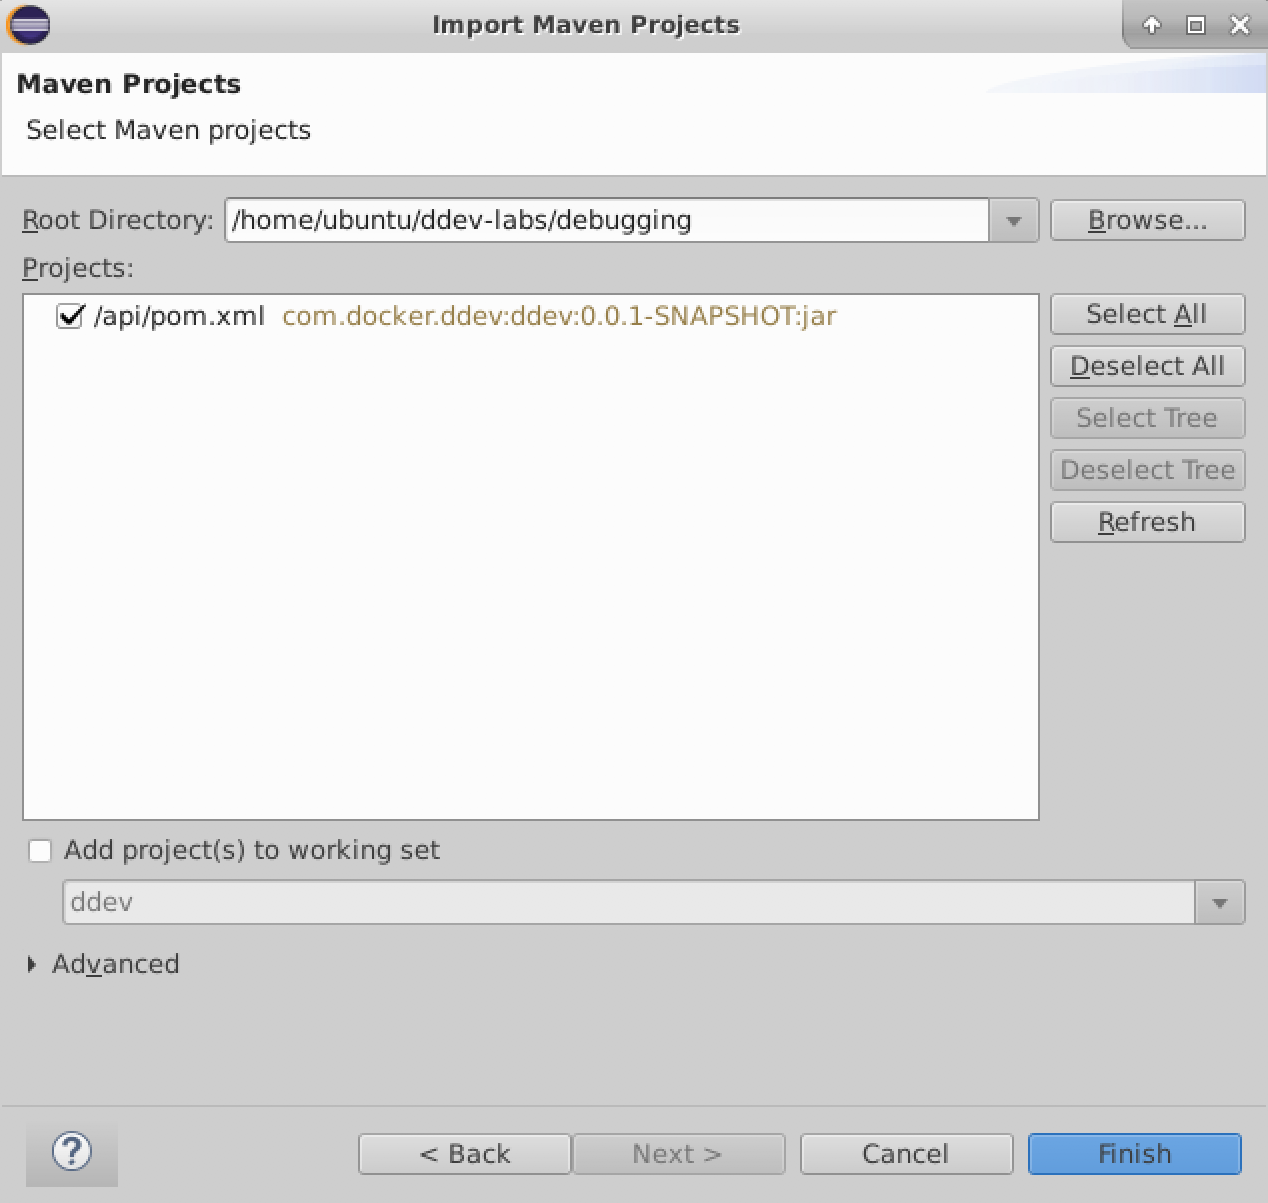 Import Maven Projects
Maven Projects
Select Maven projects
Root Directory: /home/ubuntu/ddev-labs/debugging Browse...
Projects:
/api/pom.xml com.docker.ddev:ddev:0.0.1-SNAPSHOT:jar
Select All
Deselect All
Select Tree
Deselect Tree
Refresh
Add project(s) to working set
ddev
Advanced
? < Back Next > Cancel Finish